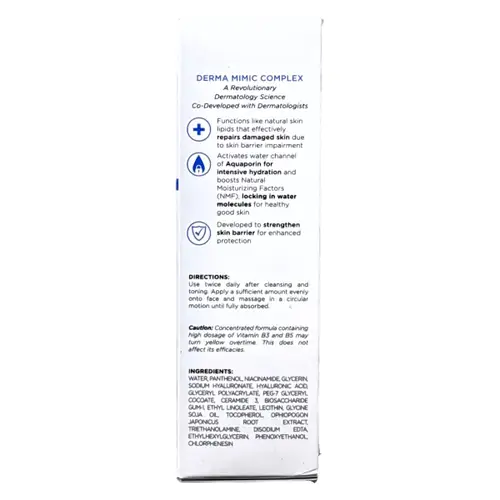 DERMA MIMIC COMPLEX
A Revolutionary
Dermatology Science
Co-Developed with Dermatologists
Functions like natural skin
lipids that effectively
repairs damaged skin due
to skin barrier impairment
Activates water channel
of Aquaporin for
intensive hydration and
boosts Natural
Moisturizing Factors
(NMF), locking in water
molecules for healthy
good skin
Developed to strengthen
skin barrier for enhanced
protection
DIRECTIONS:
Use twice daily after cleansing and
toning. Apply a sufficient amount evenly
onto face and massage in a circular
motion until fully absorbed.
Caution: Concentrated formula containing
high dosage of Vitamin B3 and B5 may
turn yellow overtime. This does not
affect its efficacies.
INGREDIENTS:
WATER, PANTHENOL, NIACINAMIDE, GLYCERIN,
SODIUM HYALURONATE, HYALURONIC ACID,
GLYCERYL POLYACRYLATE, PEG-7 GLYCERYL
COCOATE, CERAMIDE 3, BIOSACCHARIDE
GUM-1, ETHYL LINOLEATE, LECITHIN, GLYCINE
SOJA OIL, TOCOPHEROL, OPHIOPOGON
JAPONICUS ROOT EXTRACT,
TRIETHANOLAMINE, DISODIUM EDTA,
ETHYLHEXYLGLYCERIN, PHENOXYETHANOL,
CHLORPHENESIN